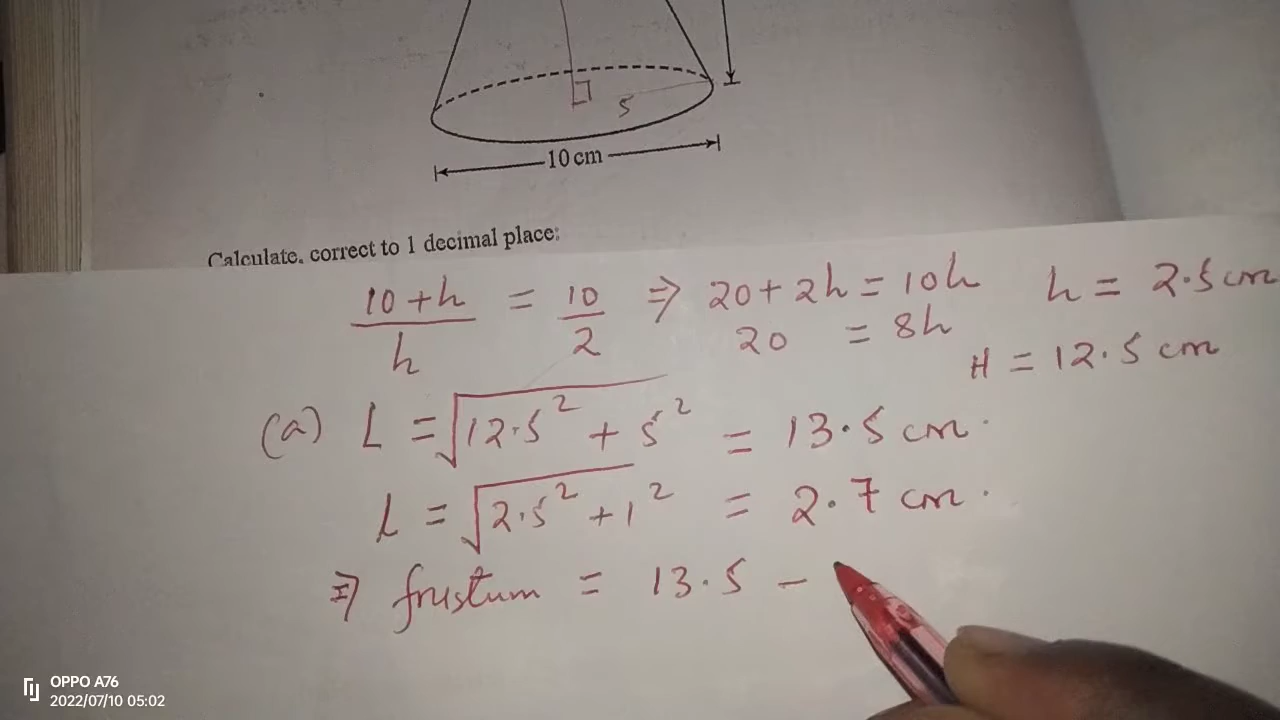 5
10 cm
Calculate, correct to 1 decimal place:
10 + h / h = 10 / 2 ⇒ 20 + 2h = 10h h = 2.5 cm
20 = 8h
H = 12.5 cm
(a) L = √12.5² + 5² = 13.5 cm.
L = √2.5² + 1² = 2.7 cm.
⇒ frustum = 13.5 –
OPPO A76
2022/07/10 05:02